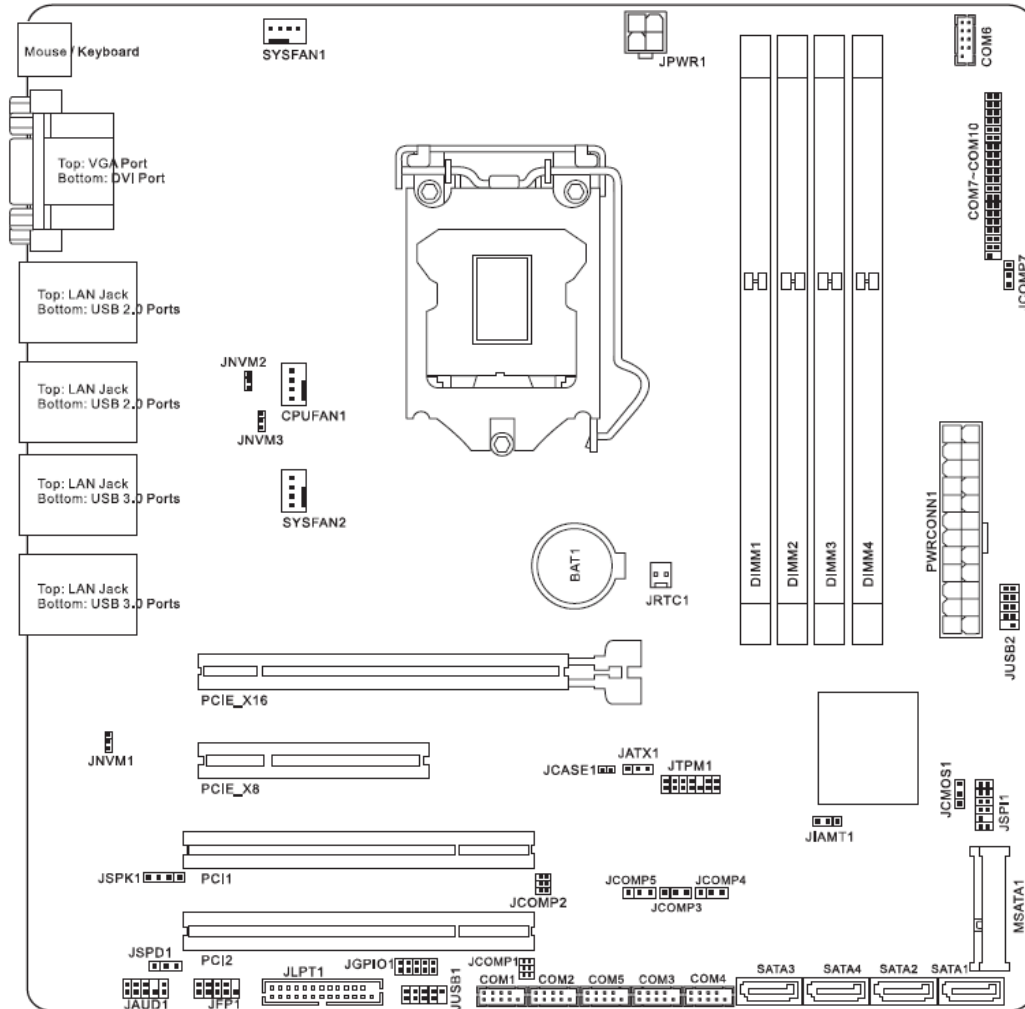 SYSFAN1
JPWR1
COM6
Mouse / Keyboard
Top: VGA Port
Bottom: DVI Port
COM7~COM10
JCOMP7
Top: LAN Jack
Bottom: USB 2.0 Ports
Top: LAN Jack
Bottom: USB 2.0 Ports
JNVM2
CPUFAN1
JNVM3
Top: LAN Jack
Bottom: USB 3.0 Ports
SYSFAN2
PWRCONN1
BAT1
JRTC1
DIMM1
DIMM2
DIMM3
DIMM4
Top: LAN Jack
Bottom: USB 3.0 Ports
JUSB2
PCIE_X16
JNVM1
PCIE_X8
JCASE1
JATX1
JTPM1
JCMOS1
JSPI1
JIAMT1
JSPK1
PCI1
JCOMP2
JCOMP5
JCOMP4
JCOMP3
MSATA1
JSPD1
PCI2
JLPT1
JGPIO1
JCOMP1
JUSB1
COM1
COM2
COM5
COM3
COM4
SATA3
SATA4
SATA2
SATA1
JAUD1
JFP1